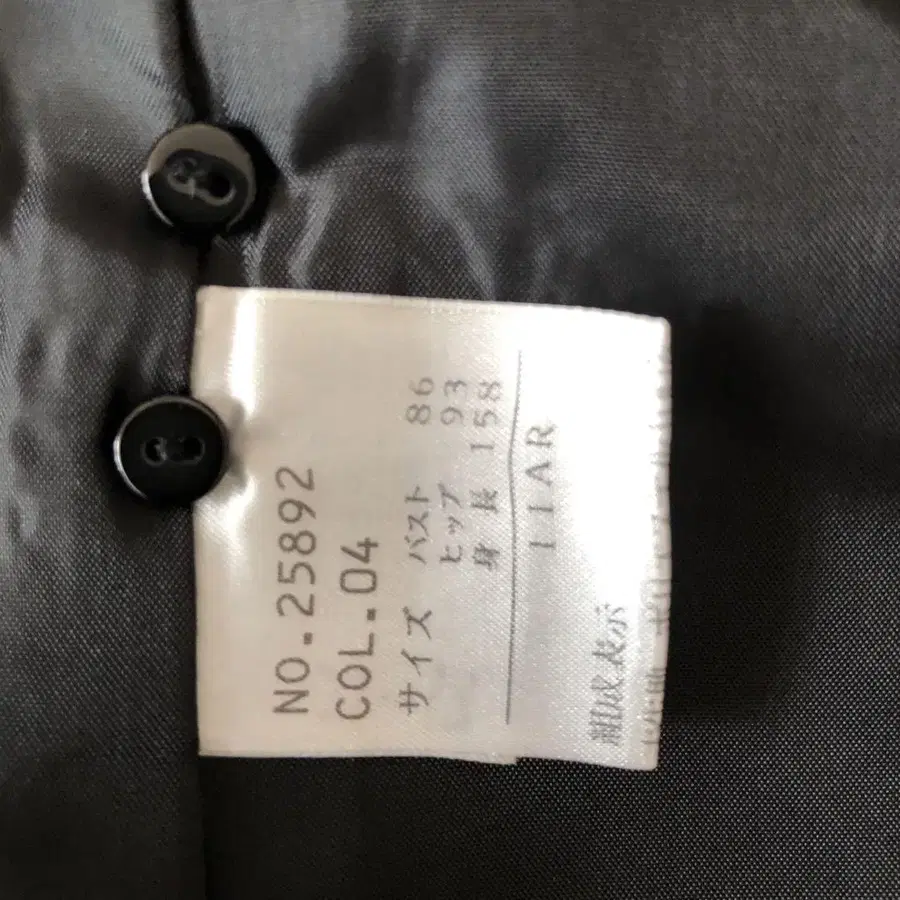 NO.25892
COL.04
サイズ バスト 86
ヒップ 93
身長 158
11AR
組成表示